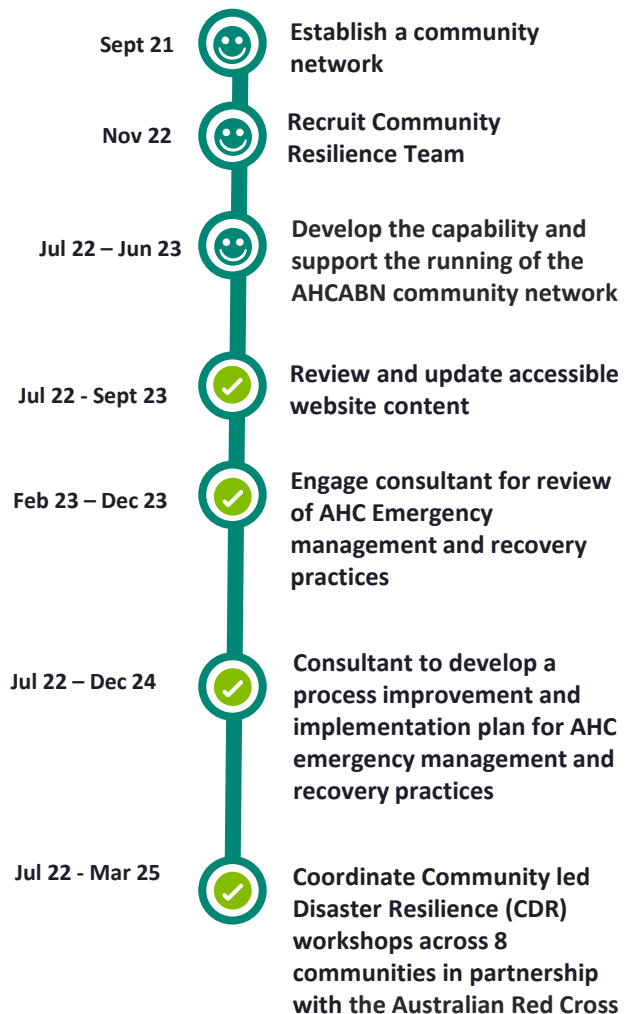 Sept 21
Establish a community
network
Nov 22
Recruit Community
Resilience Team
Jul 22 – Jun 23
Develop the capability and
support the running of the
AHCABN community network
Jul 22 - Sept 23
Review and update accessible
website content
Feb 23 – Dec 23
Engage consultant for review
of AHC Emergency
management and recovery
practices
Jul 22 – Dec 24
Consultant to develop a
process improvement and
implementation plan for AHC
emergency management and
recovery practices
Jul 22 - Mar 25
Coordinate Community led
Disaster Resilience (CDR)
workshops across 8
communities in partnership
with the Australian Red Cross